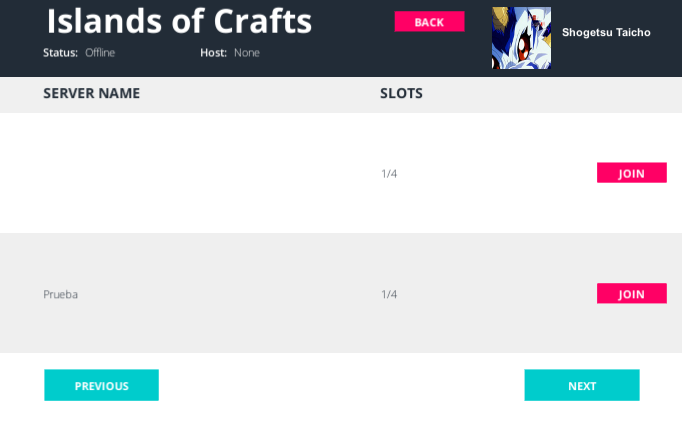 Islands of Crafts
BACK
Shogetsu Taicho
Status: Offline
Host: None
SERVER NAME
SLOTS
1/4
JOIN
Prueba
1/4
JOIN
PREVIOUS
NEXT